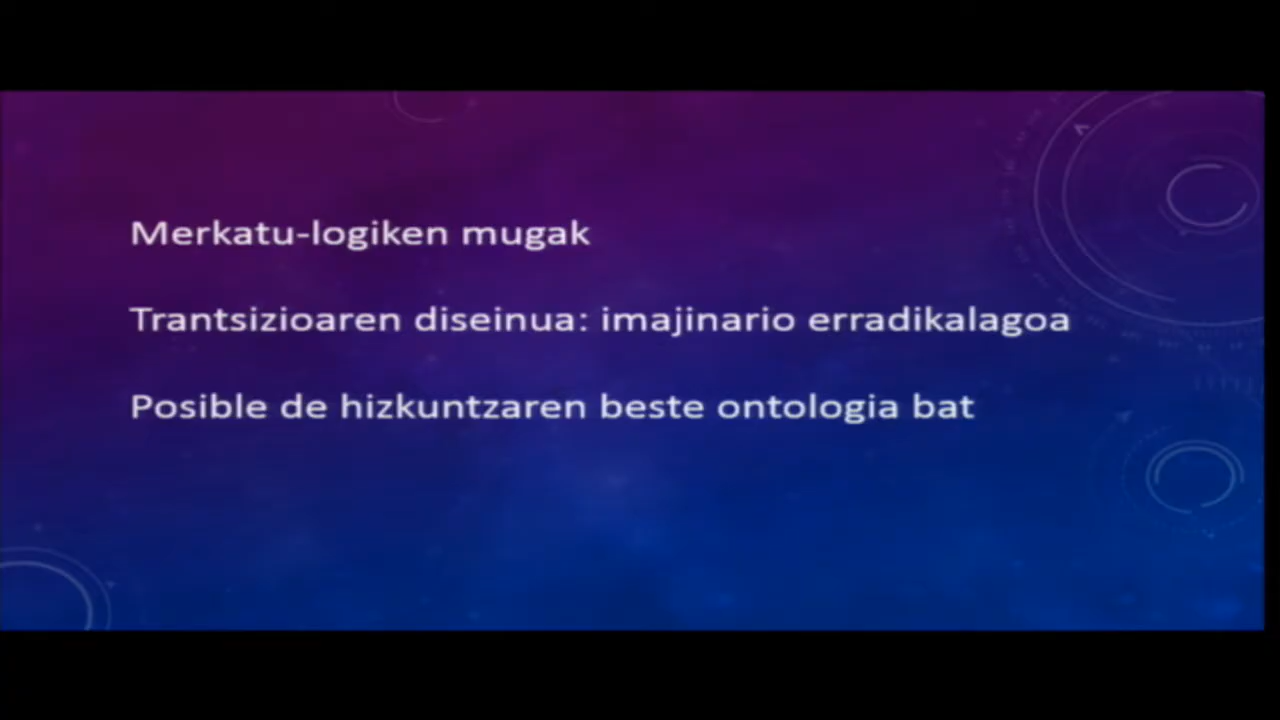 Merkatu-logiken mugak
Trantsizioaren diseinua: imajinario erradikalagoa
Posible de hizkuntzaren beste ontologia bat